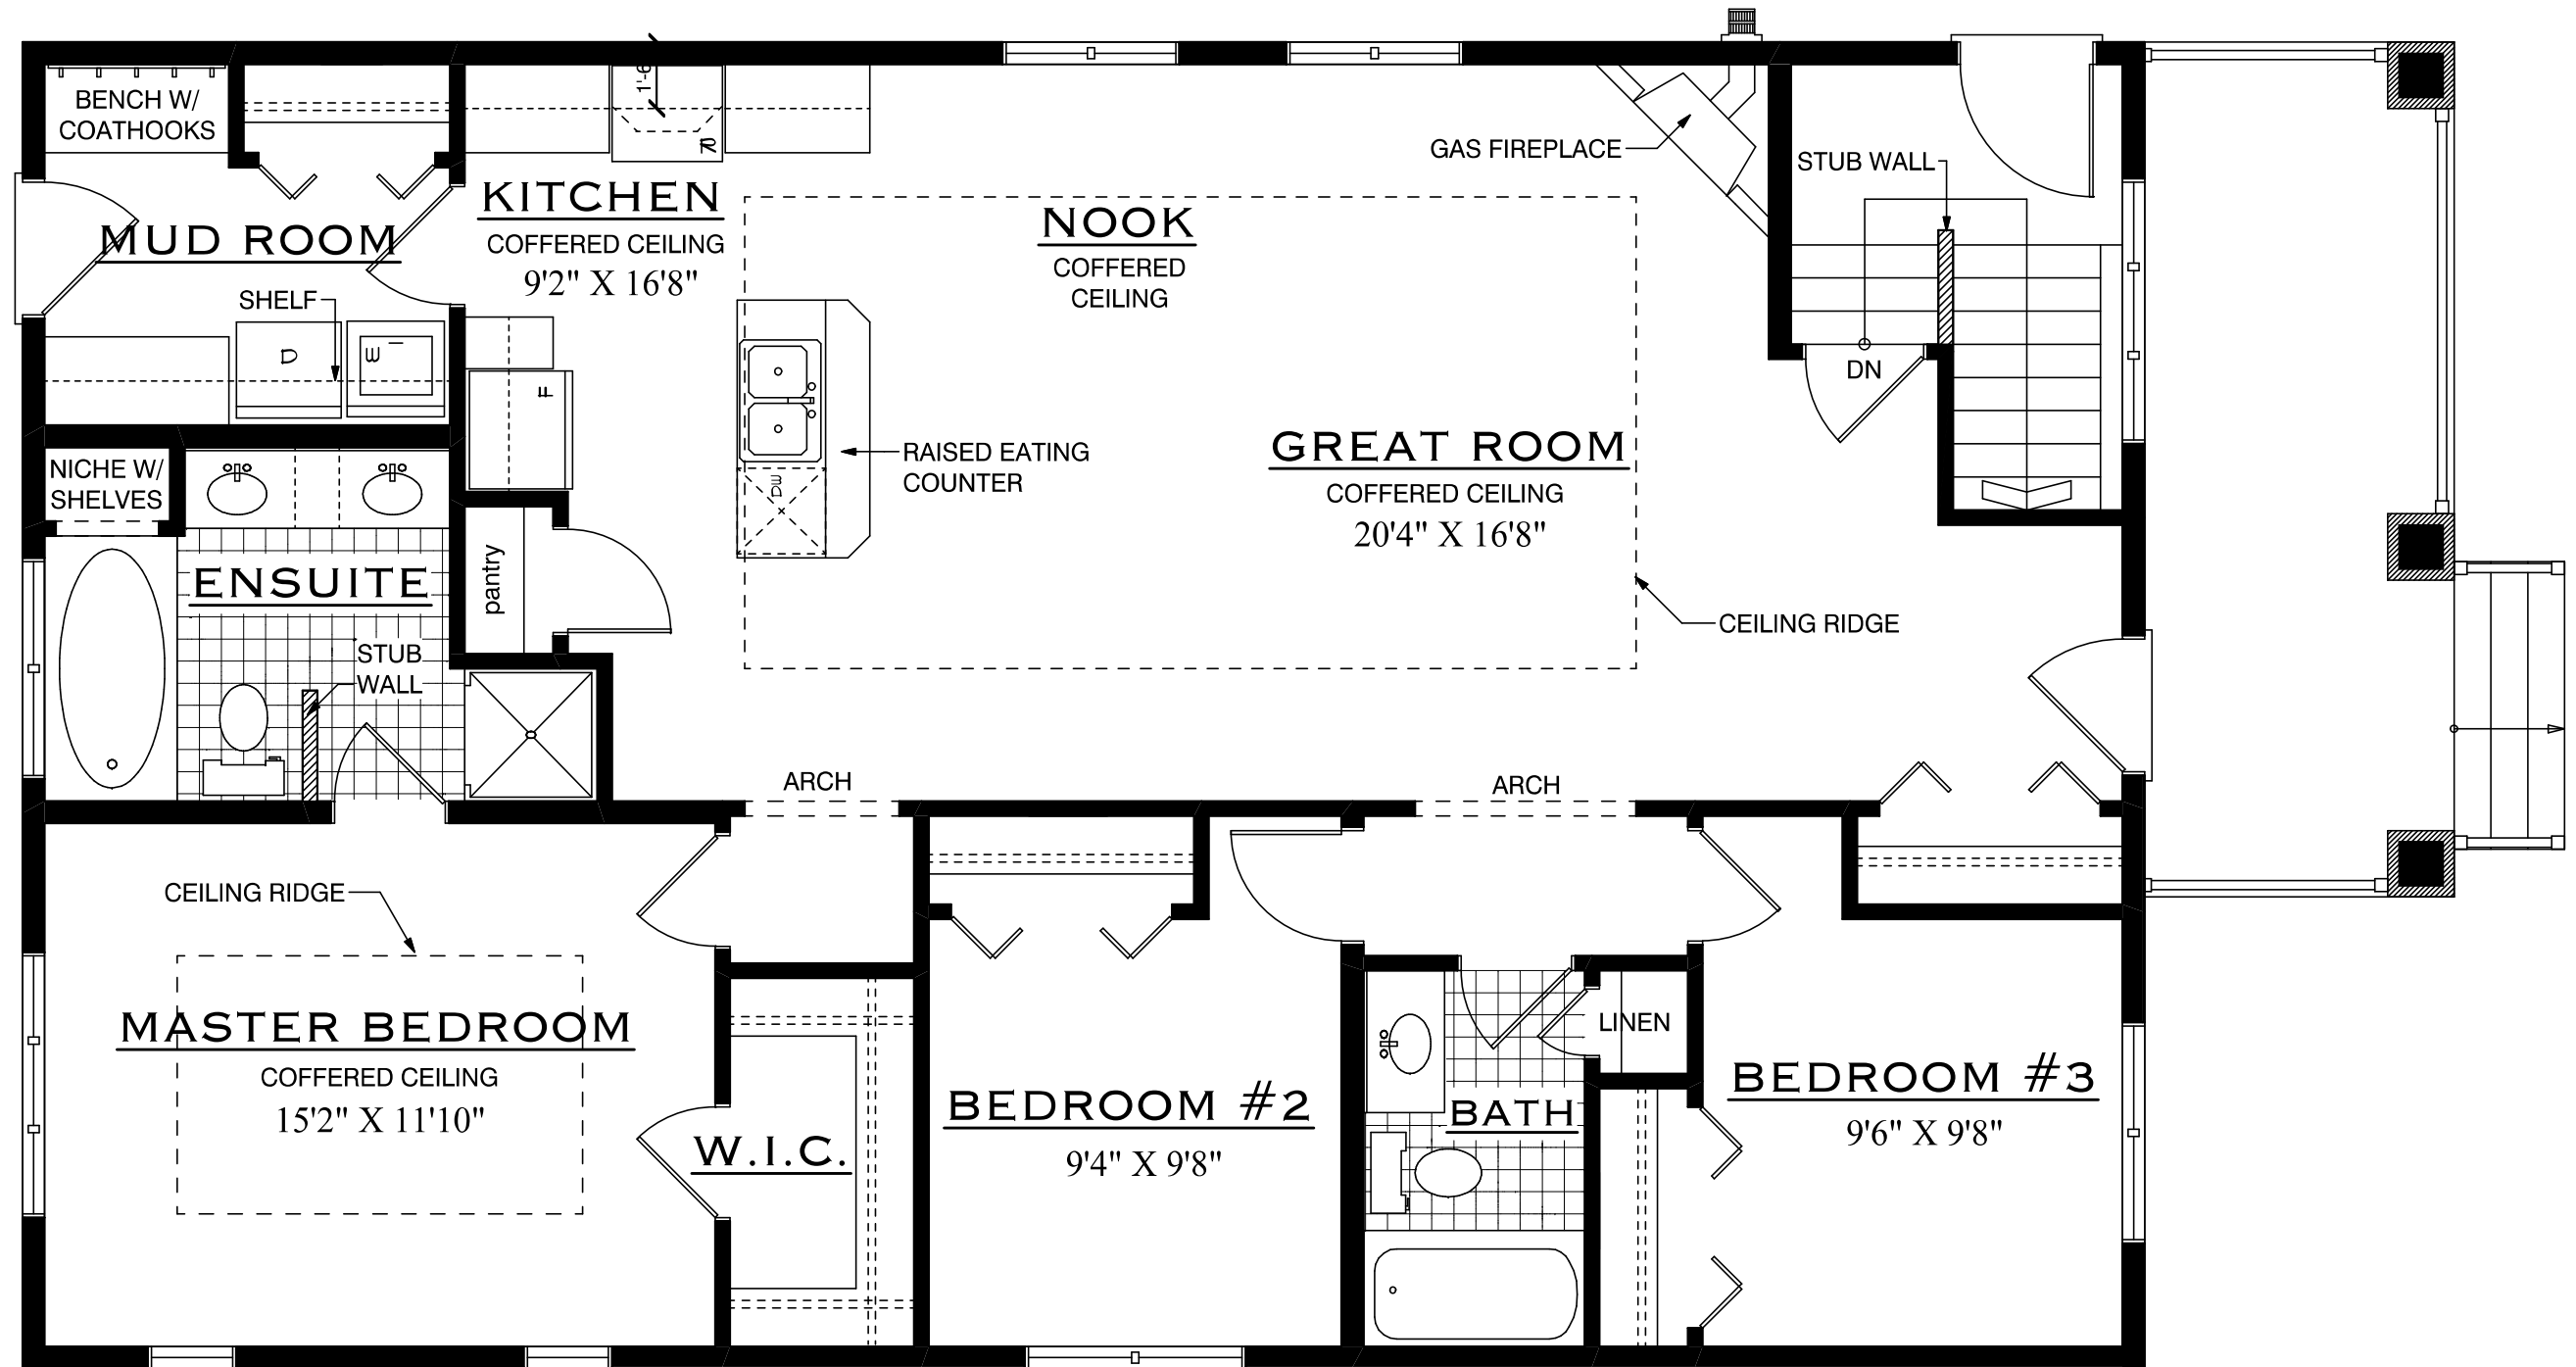 BENCH W/
COATHOOKS
1'-6
KITCHEN
COFFERED CEILING
9'2" X 16'8"
NOOK
COFFERED
CEILING
GAS FIREPLACE
STUB WALL
MUD ROOM
SHELF
D
W
F
DN
RAISED EATING
COUNTER
DW
GREAT ROOM
COFFERED CEILING
20'4" X 16'8"
NICHE W/
SHELVES
pantry
ENSUITE
STUB
WALL
CEILING RIDGE
ARCH
ARCH
CEILING RIDGE
MASTER BEDROOM
COFFERED CEILING
15'2" X 11'10"
W.I.C.
BEDROOM #2
9'4" X 9'8"
LINEN
BATH
BEDROOM #3
9'6" X 9'8"